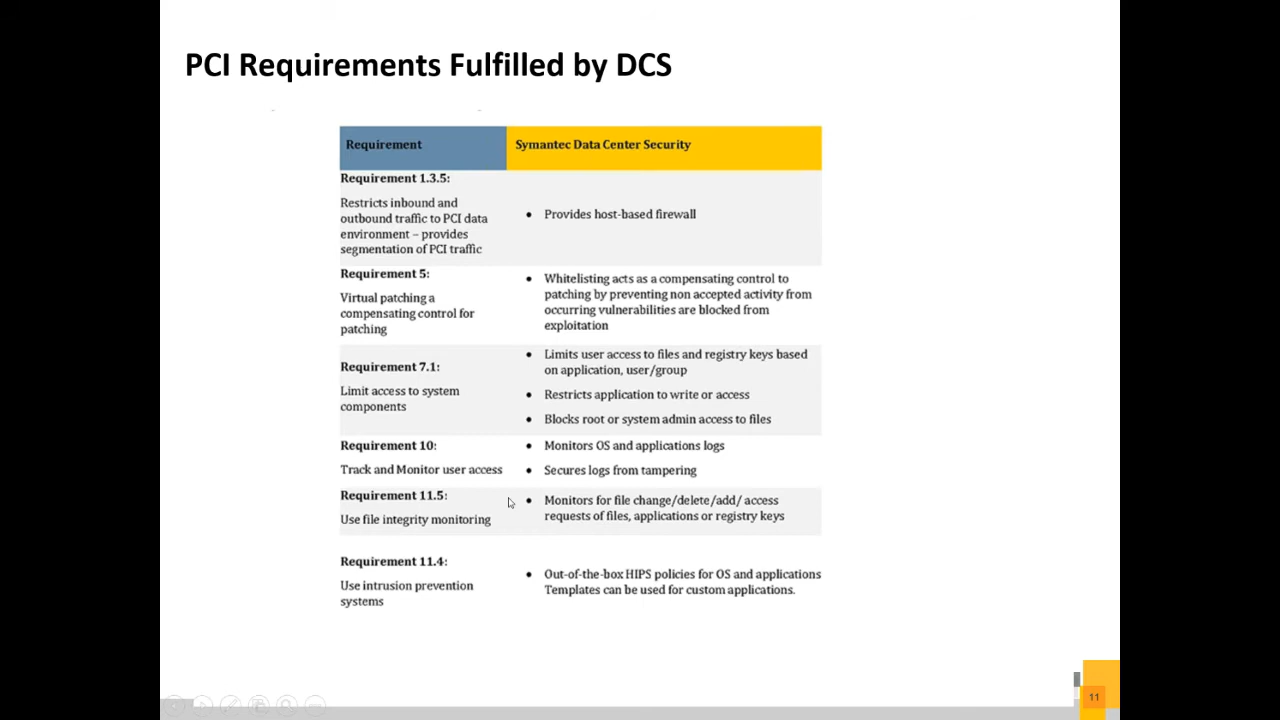 PCI Requirements Fulfilled by DCS
Requirement
Symantec Data Center Security
Requirement 1.3.5:
Restricts inbound and
outbound traffic to PCI data
environment – provides
segmentation of PCI traffic
• Provides host-based firewall
Requirement 5:
Virtual patching a
compensating control for
patching
• Whitelisting acts as a compensating control to
patching by preventing non accepted activity from
occurring vulnerabilities are blocked from
exploitation
Requirement 7.1:
Limit access to system
components
• Limits user access to files and registry keys based
on application, user/group
• Restricts application to write or access
• Blocks root or system admin access to files
Requirement 10:
Track and Monitor user access
• Monitors OS and applications logs
• Secures logs from tampering
Requirement 11.5:
Use file integrity monitoring
• Monitors for file change/delete/add/ access
requests of files, applications or registry keys
Requirement 11.4:
Use intrusion prevention
systems
• Out-of-the-box HIPS policies for OS and applications
Templates can be used for custom applications.
11